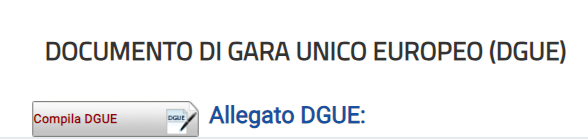 DOCUMENTO DI GARA UNICO EUROPEO (DGUE)
Compila DGUE DGUE Allegato DGUE: